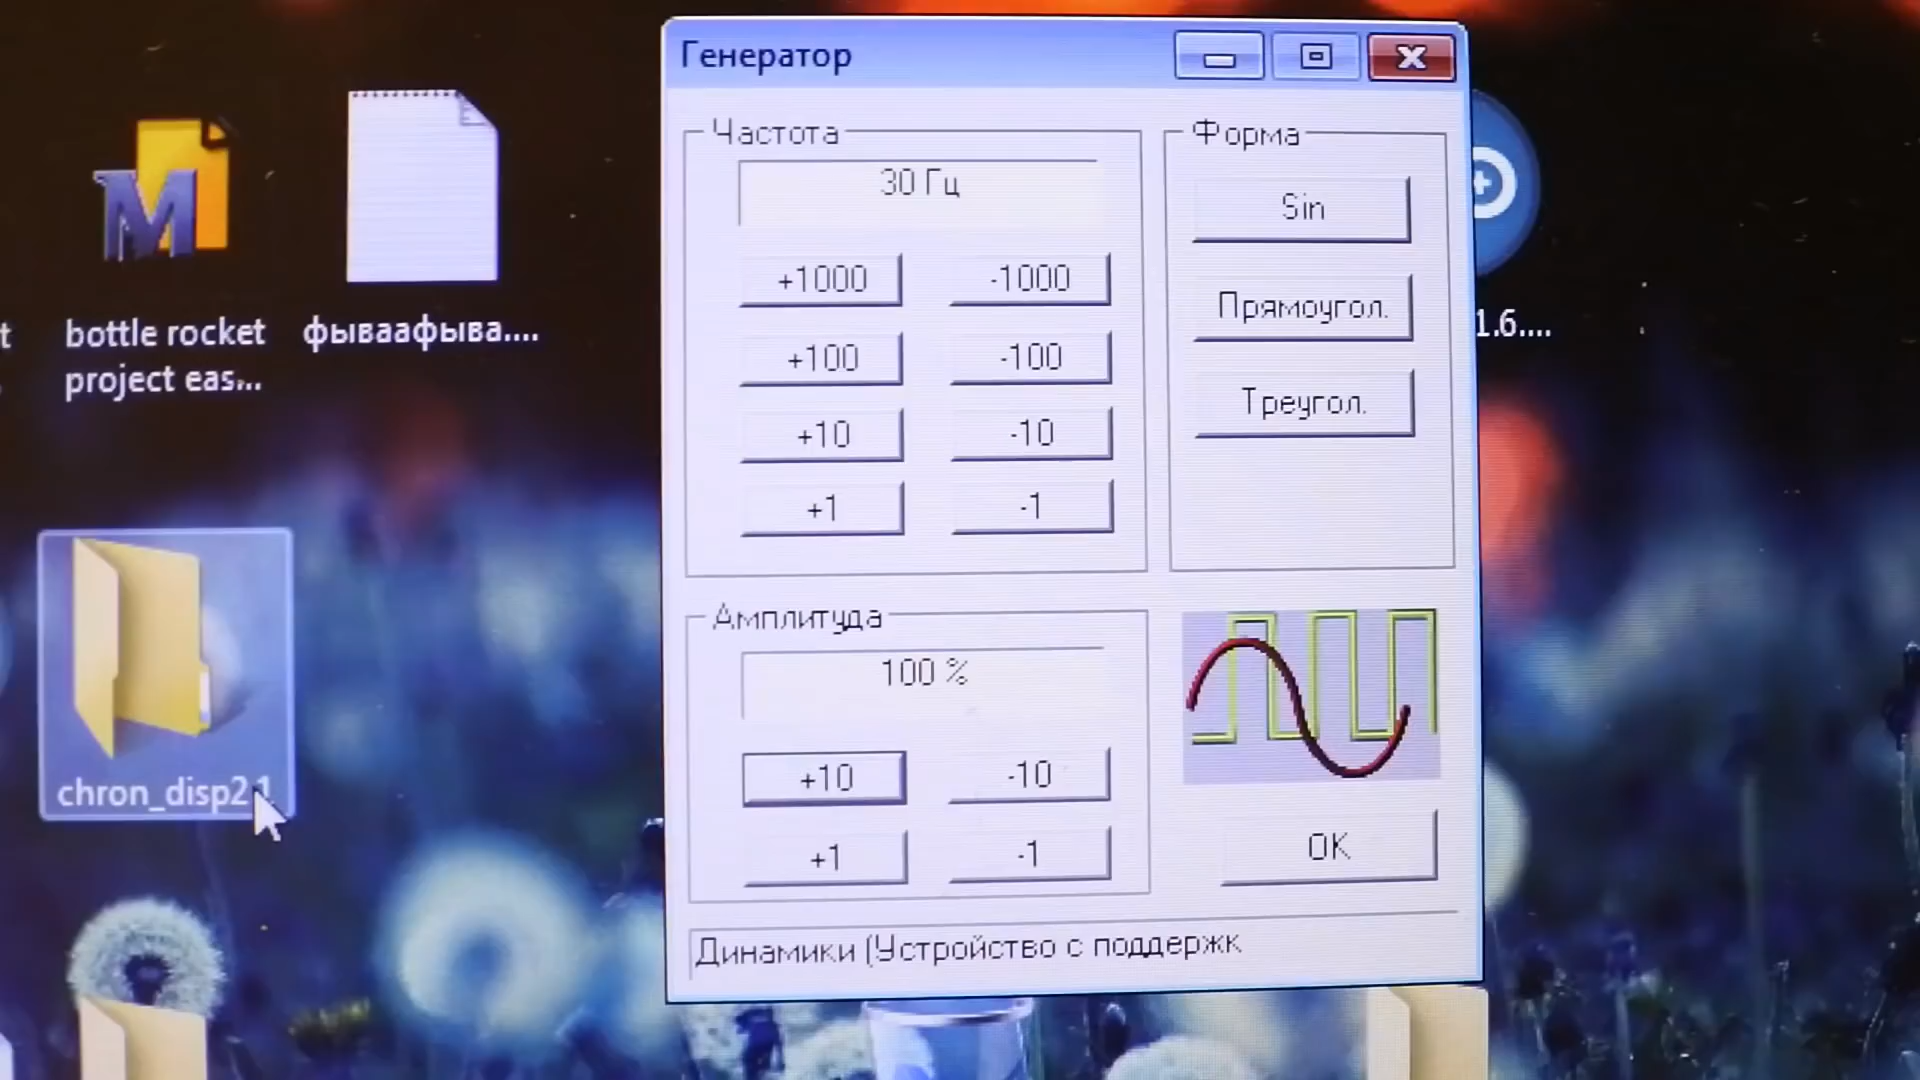 Генератор
Частота
30 Гц
+1000
-1000
+100
-100
+10
-10
+1
-1
Форма
Sin
Прямоугол.
Треугол.
Амплитуда
100 %
+10
-10
+1
-1
OK
Динамики (Устройство с поддержк
bottle rocket
project eas...
фываафыва....
1.6....
chron_disp2.1
t
M